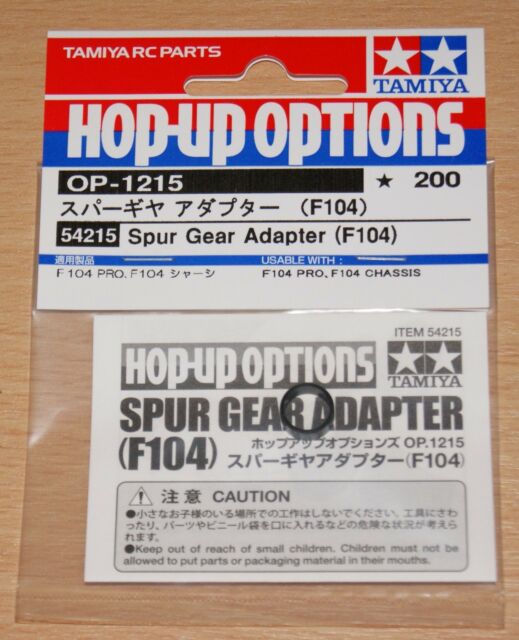 TAMIYA RC PARTS
TAMIYA
HOP-UP OPTIONS
OP-1215 ★ 200
スパーギヤ アダプター （F104）
54215 Spur Gear Adapter (F104)
適用製品 USABLE WITH :
F104 PRO、F104 シャーシ F104 PRO、F104 CHASSIS
ITEM 54215
HOP-UP OPTIONS
TAMIYA
SPUR GEAR ADAPTER
(F104)
ホップアップオプションズ OP.1215
スパーギヤアダプター(F104)
注意 CAUTION
●小さなお子様のいる場所での工作はしないでください。工具にさわ
ったり、パーツやビニール袋を口に入れるなどの危険な状況が考えら
れます。
●Keep out of reach of small children. Children must not be
allowed to put parts or packaging material in their mouths.